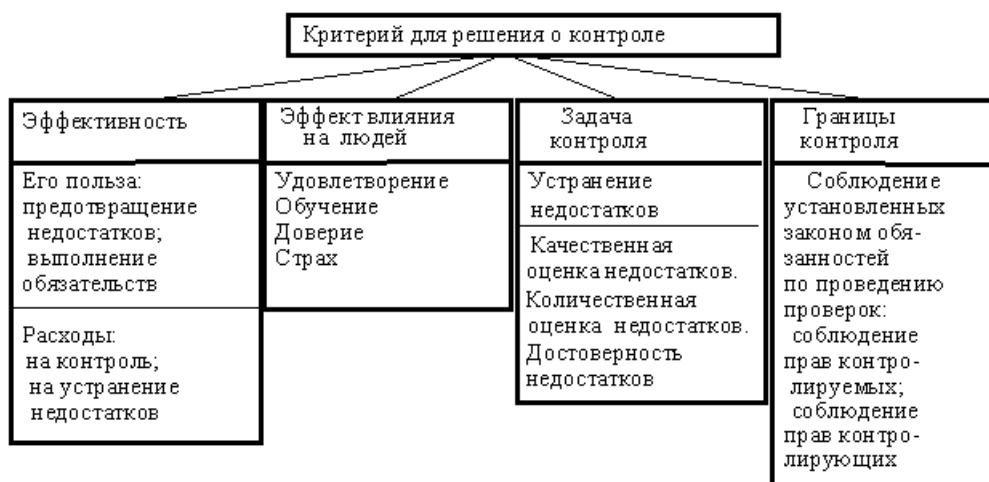 Критерий для решения о контроле
Эффективность
Его польза:
предотвращение
недостатков;
выполнение
обязательств
Расходы:
на контроль;
на устранение
недостатков
Эффект влияния
на людей
Удовлетворение
Обучение
Доверие
Страх
Задача
контроля
Устранение
недостатков
Качественная
оценка недостатков.
Количественная
оценка недостатков.
Достоверность
недостатков
Границы
контроля
Соблюдение
установленных
законом обя-
занностей
по проведению
проверок:
соблюдение
прав контро-
лируемых;
соблюдение
прав контро-
лирующих